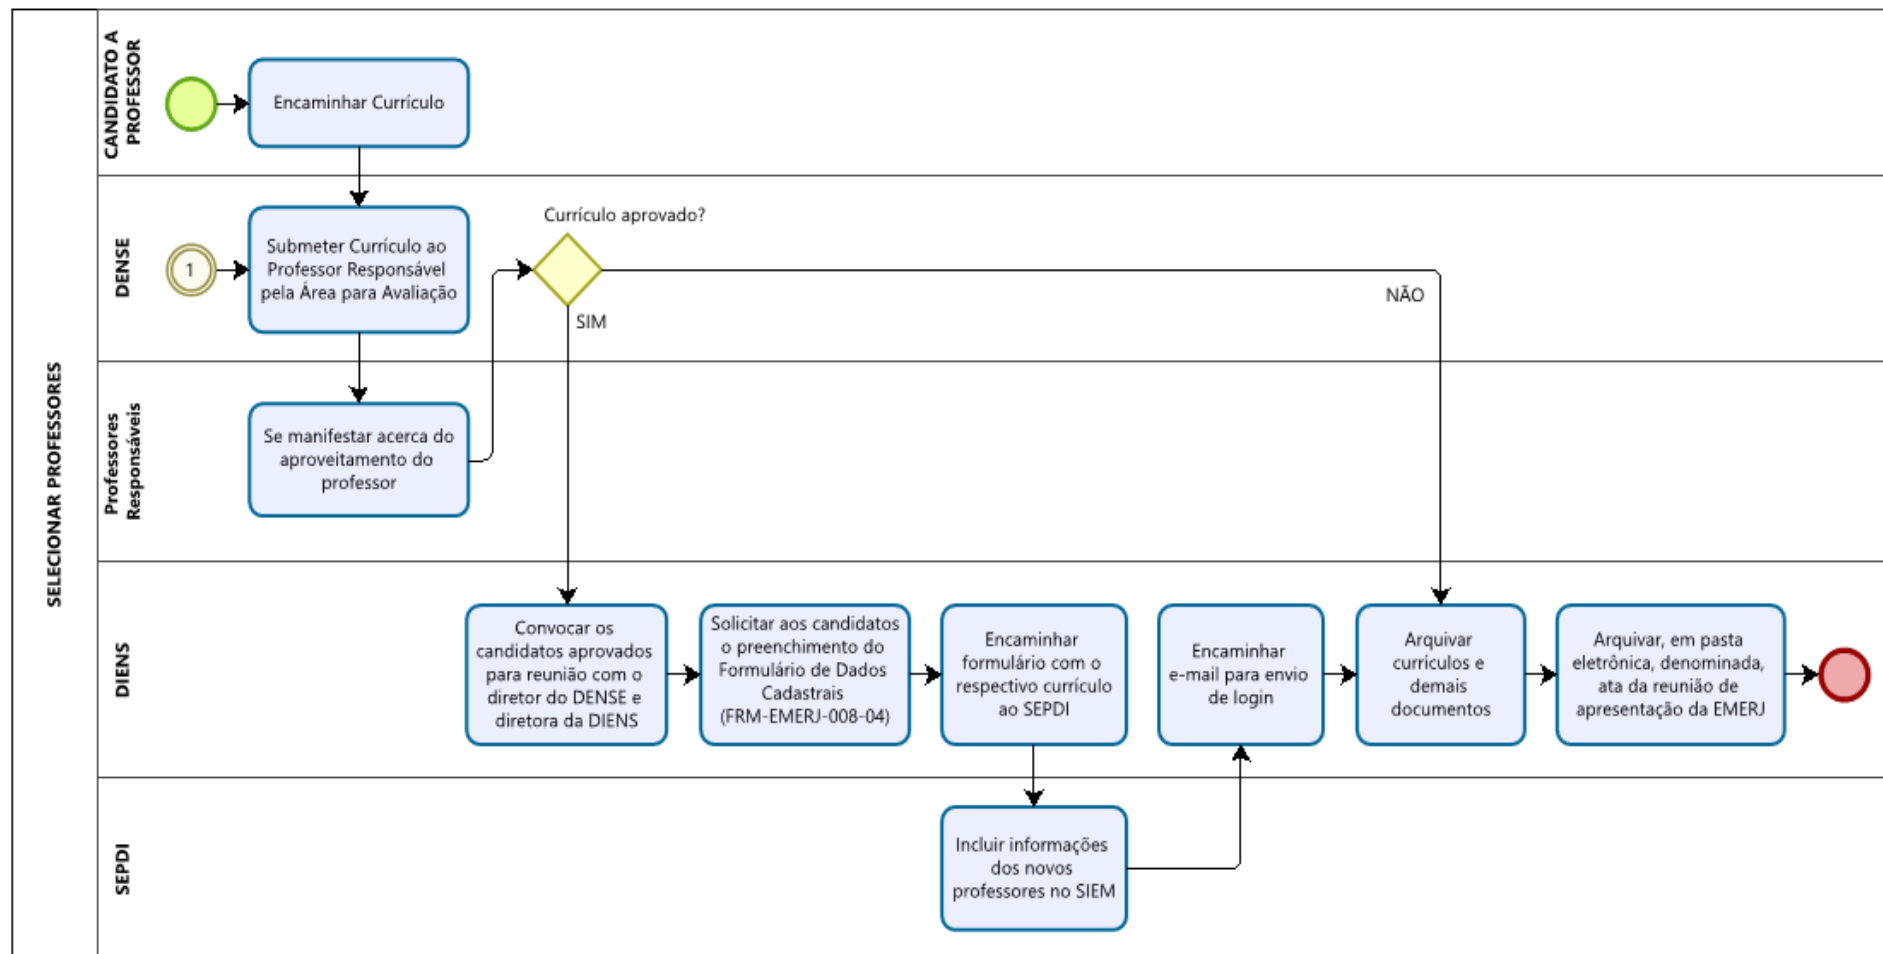 SELECIONAR PROFESSORES
CANDIDATO A
PROFESSOR
Encaminhar Currículo
DENSE
1
Submeter Currículo ao
Professor Responsável
pela Área para Avaliação
Currículo aprovado?
SIM
NÃO
Professores
Responsáveis
Se manifestar acerca do
aproveitamento do
professor
DIENS
Convocar os
candidatos aprovados
para reunião com o
diretor do DENSE e
diretora da DIENS
Solicitar aos candidatos
o preenchimento do
Formulário de Dados
Cadastrais
(FRM-EMERJ-008-04)
Encaminhar
formulário com o
respectivo currículo
ao SEPDI
Encaminhar
e-mail para envio
de login
Arquivar
currículos e
demais
documentos
Arquivar, em pasta
eletrônica, denominada,
ata da reunião de
apresentação da EMERJ
SEPDI
Incluir informações
dos novos
professores no SIEM